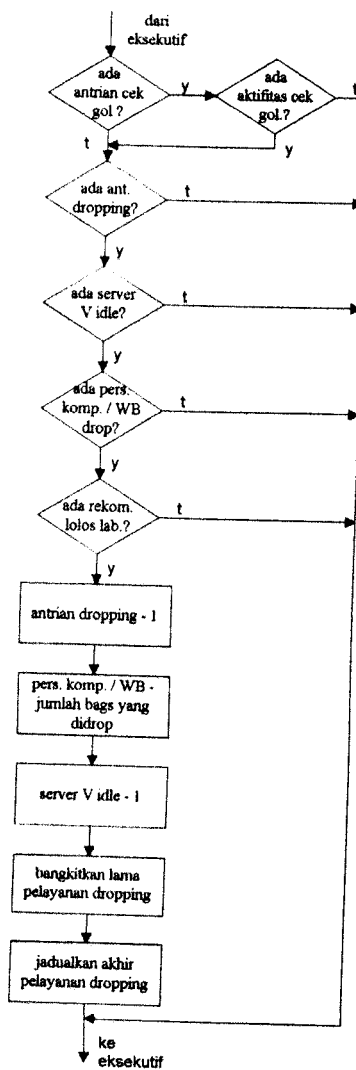 dari
eksekutif
ada
antrian cek
gol ?
y
ada
aktifitas cek
gol.?
t
t
y
ada ant.
dropping?
t
y
ada server
V idle?
t
y
ada pers.
komp. / WB
drop?
t
y
ada rekom.
lolos lab.?
t
y
antrian dropping - 1
pers. komp. / WB -
jumlah bags yang
didrop
server V idle - 1
bangkitkan lama
pelayanan dropping
jadualkan akhir
pelayanan dropping
ke
eksekutif